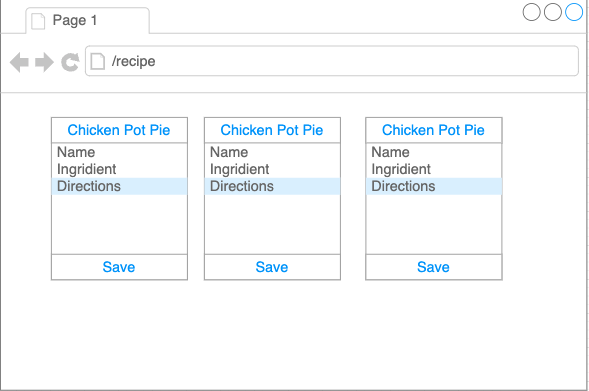 Page 1
/recipe
Chicken Pot Pie
Name
Ingridient
Directions
Save
Chicken Pot Pie
Name
Ingridient
Directions
Save
Chicken Pot Pie
Name
Ingridient
Directions
Save